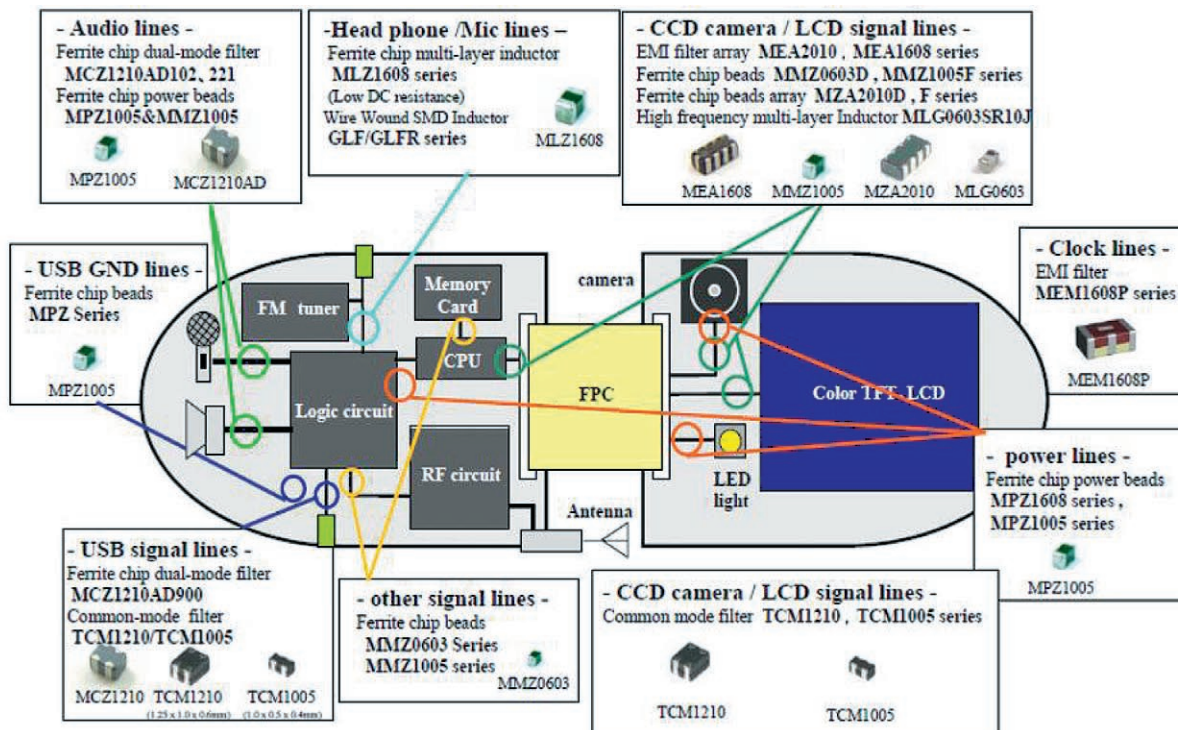 - Audio lines -
Ferrite chip dual-mode filter
MCZ1210AD102、221
Ferrite chip power beads
MPZ1005&MMZ1005
MPZ1005
MCZ1210AD
-Head phone /Mic lines –
Ferrite chip multi-layer inductor
MLZ1608 series
(Low DC resistance)
Wire Wound SMD Inductor
GLF/GLFR series
MLZ1608
- CCD camera / LCD signal lines -
EMI filter array MEA2010 , MEA1608 series
Ferrite chip beads MMZ0603D , MMZ1005F series
Ferrite chip beads array MZA2010D , F series
High frequency multi-layer Inductor MLG0603SR10J
MEA1608
MMZ1005
MZA2010
MLG0603
- USB GND lines -
Ferrite chip beads
MPZ Series
MPZ1005
- Clock lines -
EMI filter
MEM1608P series
MEM1608P
FM tuner
Memory
Card
camera
CPU
Logic circuit
FPC
Color TFT- LCD
RF circuit
LED
light
Antenna
- power lines -
Ferrite chip power beads
MPZ1608 series ,
MPZ1005 series
MPZ1005
- USB signal lines -
Ferrite chip dual-mode filter
MCZ1210AD900
Common-mode filter
TCM1210/TCM1005
MCZ1210
TCM1210
(1.25 x 1.0 x 0.6mm)
TCM1005
(1.0 x 0.5 x 0.4mm)
- other signal lines -
Ferrite chip beads
MMZ0603 Series
MMZ1005 series
MMZ0603
- CCD camera / LCD signal lines -
Common mode filter TCM1210 , TCM1005 series
TCM1210
TCM1005